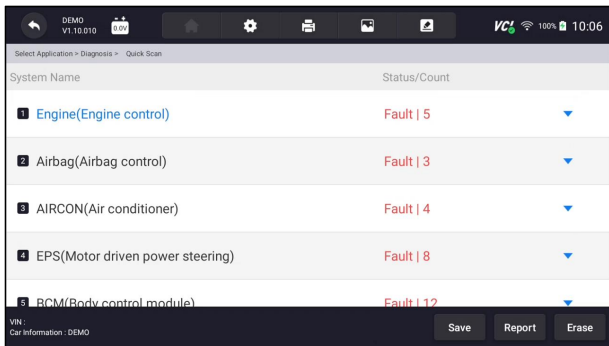 DEMO
V1.10.010
0.0V
VCI 100% 10:06
Select Application > Diagnosis > Quick Scan
System Name Status/Count
1 Engine(Engine control) Fault | 5
2 Airbag(Airbag control) Fault | 3
3 AIRCON(Air conditioner) Fault | 4
4 EPS(Motor driven power steering) Fault | 8
5 BCM(Body control module) Fault | 12
VIN :
Car Information : DEMO
Save Report Erase